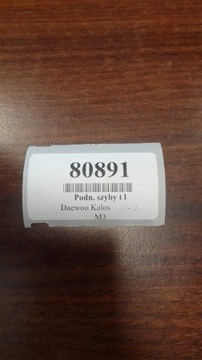 80891
Podn. szyby t l
Daewoo Kalos
M3